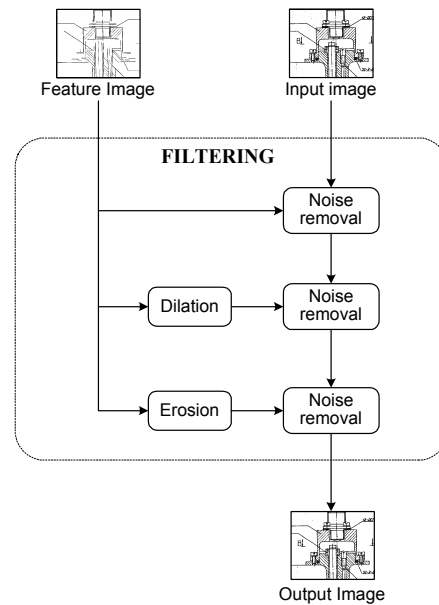 Feature Image
Input image
FILTERING
Noise
removal
Dilation
Noise
removal
Erosion
Noise
removal
Output Image